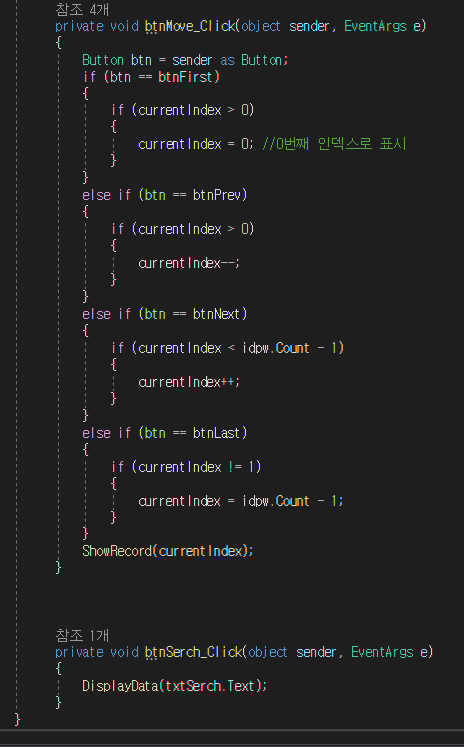 참조 4개
private void btnMove_Click(object sender, EventArgs e)
{
Button btn = sender as Button;
if (btn == btnFirst)
{
if (currentIndex > 0)
{
currentIndex = 0; //0번째 인덱스로 표시
}
}
else if (btn == btnPrev)
{
if (currentIndex > 0)
{
currentIndex--;
}
}
else if (btn == btnNext)
{
if (currentIndex < idpw.Count - 1)
{
currentIndex++;
}
}
else if (btn == btnLast)
{
if (currentIndex != 1)
{
currentIndex = idpw.Count - 1;
}
}
ShowRecord(currentIndex);
}
참조 1개
private void btnSerch_Click(object sender, EventArgs e)
{
DisplayData(txtSerch.Text);
}
}